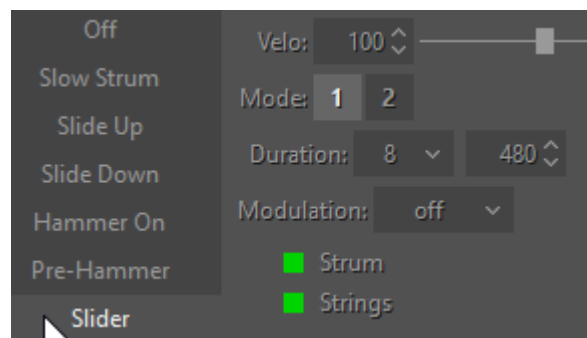 Off
Slow Strum
Slide Up
Slide Down
Hammer On
Pre-Hammer
Slider
Velo: 100
Mode: 1 2
Duration: 8 480
Modulation: off
Strum
Strings